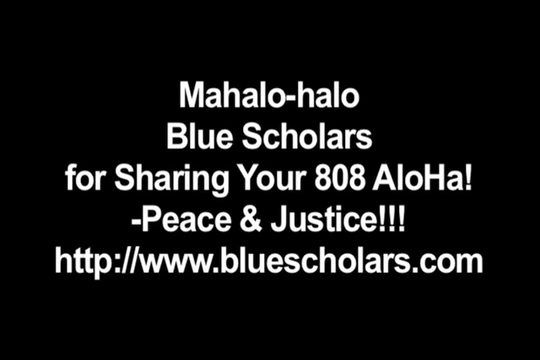 Mahalo-halo
Blue Scholars
for Sharing Your 808 AloHa!
-Peace & Justice!!!
http://www.bluescholars.com